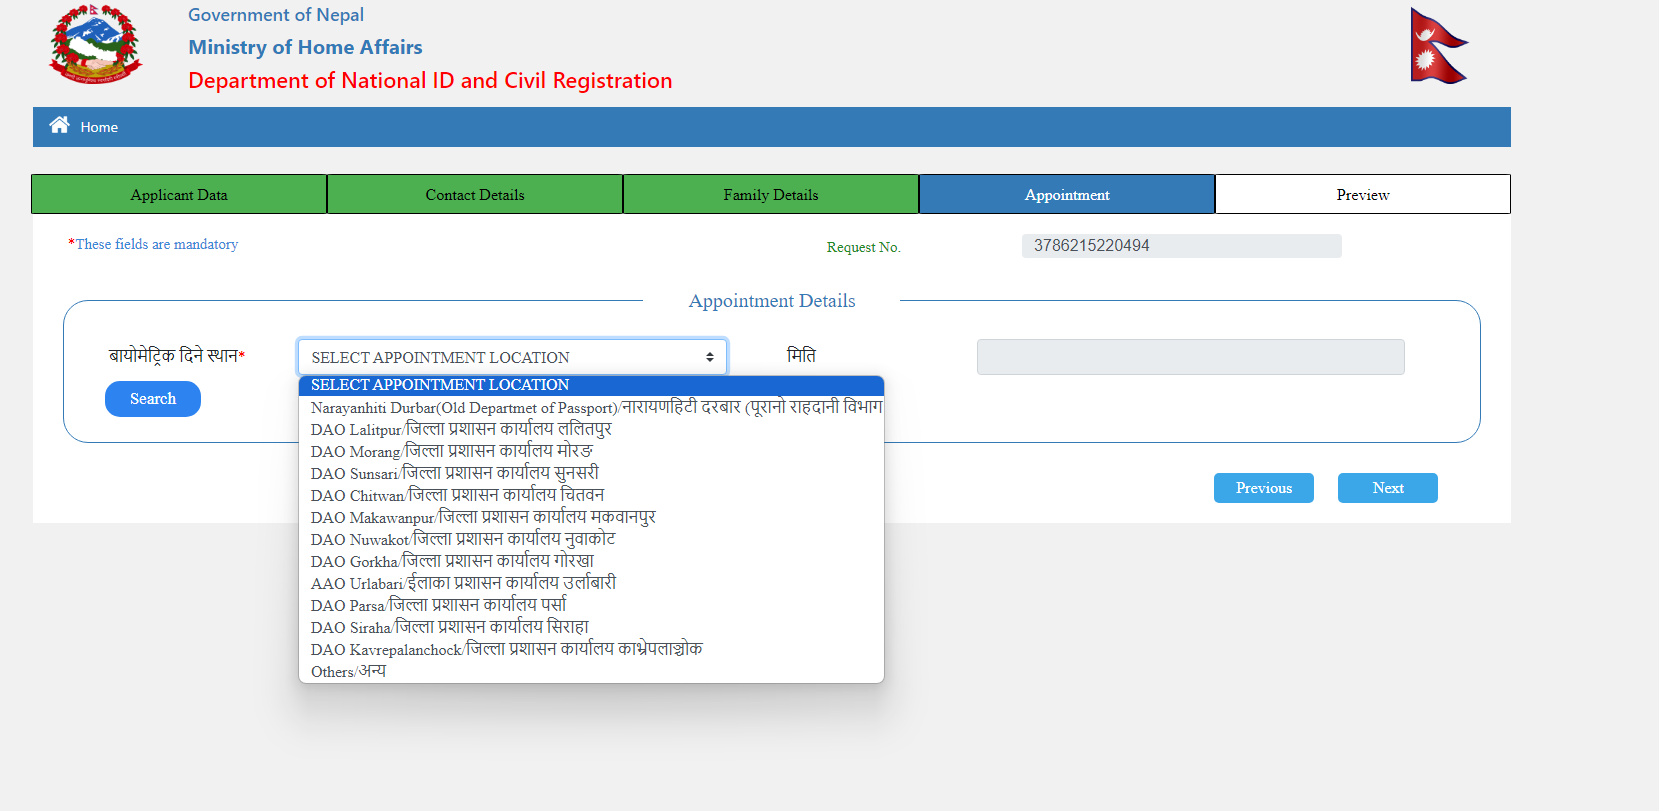 Government of Nepal
Ministry of Home Affairs
Department of National ID and Civil Registration
Home
Applicant Data
Contact Details
Family Details
Appointment
Preview
*These fields are mandatory
Request No.
3786215220494
Appointment Details
बायोमेट्रिक दिने स्थान*
SELECT APPOINTMENT LOCATION
मिति
Search
SELECT APPOINTMENT LOCATION
Narayanhiti Durbar(Old Departmet of Passport)/नारायणहिटी दरबार (पूरानो राहदानी विभाग
DAO Lalitpur/जिल्ला प्रशासन कार्यालय ललितपुर
DAO Morang/जिल्ला प्रशासन कार्यालय मोरङ
DAO Sunsari/जिल्ला प्रशासन कार्यालय सुनसरी
DAO Chitwan/जिल्ला प्रशासन कार्यालय चितवन
DAO Makawanpur/जिल्ला प्रशासन कार्यालय मकवानपुर
DAO Nuwakot/जिल्ला प्रशासन कार्यालय नुवाकोट
DAO Gorkha/जिल्ला प्रशासन कार्यालय गोरखा
AAO Urlabari/ईलाका प्रशासन कार्यालय उर्लाबारी
DAO Parsa/जिल्ला प्रशासन कार्यालय पर्सा
DAO Siraha/जिल्ला प्रशासन कार्यालय सिराहा
DAO Kavrepalanchock/जिल्ला प्रशासन कार्यालय काभ्रेपलाञ्चोक
Others/अन्य
Previous
Next